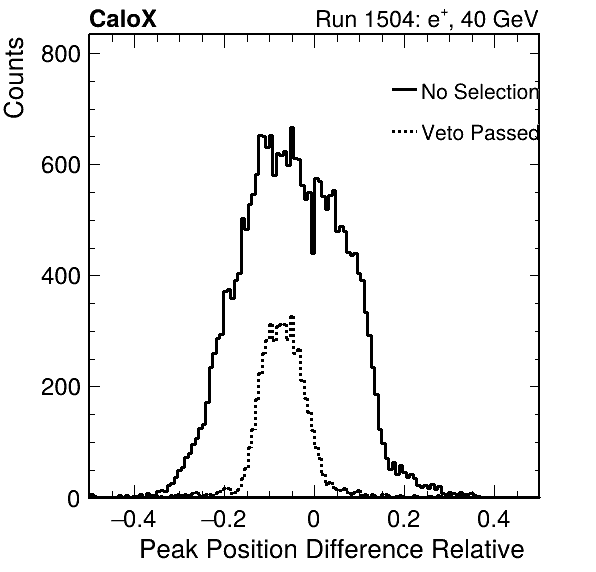 CaloX Run 1504: e⁺, 40 GeV
Counts
800
No Selection
Veto Passed
600
400
200
0
−0.4 −0.2 0 0.2 0.4
Peak Position Difference Relative